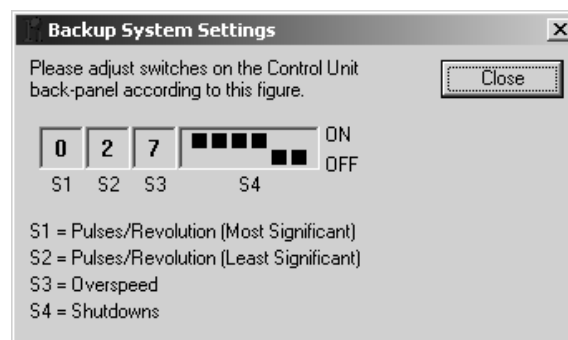 Backup System Settings
Please adjust switches on the Control Unit
back-panel according to this figure.
Close
0 2 7 ON
OFF
S1 S2 S3 S4
S1 = Pulses/Revolution (Most Significant)
S2 = Pulses/Revolution (Least Significant)
S3 = Overspeed
S4 = Shutdowns